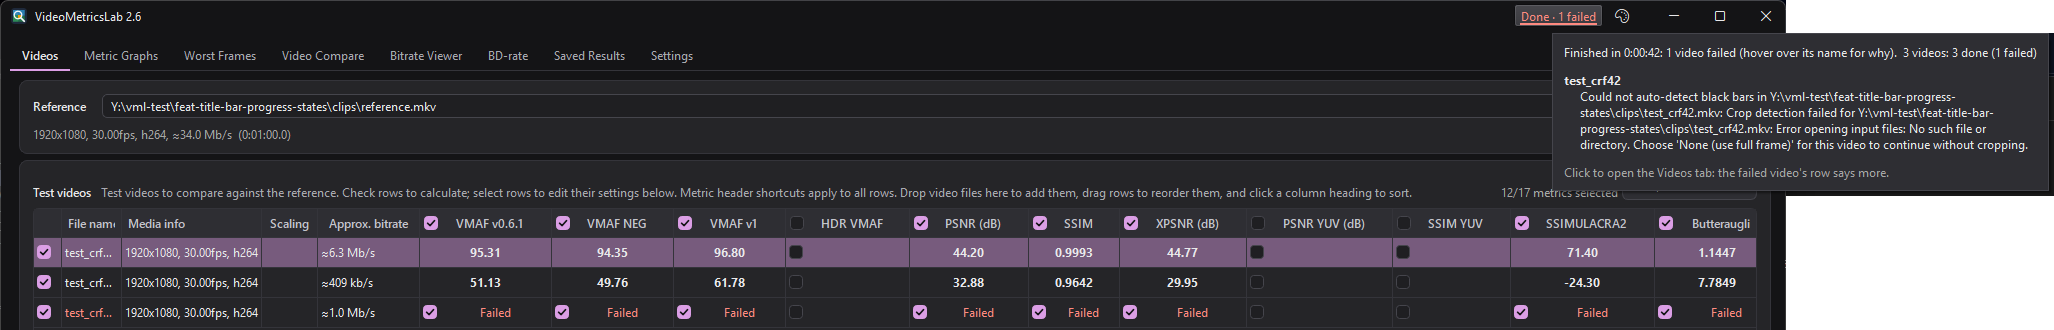 VideoMetricsLab 2.6
Done · 1 failed
Videos
Metric Graphs
Worst Frames
Video Compare
Bitrate Viewer
BD-rate
Saved Results
Settings
Finished in 0:00:42: 1 video failed (hover over its name for why). 3 videos: 3 done (1 failed)
test_crf42
Could not auto-detect black bars in Y:\vml-test\feat-title-bar-progress-
states\clips\test_crf42.mkv: Crop detection failed for Y:\vml-test\feat-title-bar-
progress-states\clips\test_crf42.mkv: Error opening input files: No such file or
directory. Choose 'None (use full frame)' for this video to continue without cropping.
Click to open the Videos tab: the failed video's row says more.
Reference
Y:\vml-test\feat-title-bar-progress-states\clips\reference.mkv
1920x1080, 30.00fps, h264, ≈34.0 Mb/s (0:01:00.0)
Test videos Test videos to compare against the reference. Check rows to calculate; select rows to edit their settings below. Metric header shortcuts apply to all rows. Drop video files here to add them, drag rows to reorder them, and click a column heading to sort.
12/17 metrics selected
File name Media info Scaling Approx. bitrate VMAF v0.6.1 VMAF NEG VMAF v1 HDR VMAF PSNR (dB) SSIM XPSNR (dB) PSNR YUV (dB) SSIM YUV SSIMULACRA2 Butteraugli
test_crf... 1920x1080, 30.00fps, h264 ≈6.3 Mb/s 95.31 94.35 96.80 44.20 0.9993 44.77 71.40 1.1447
test_crf... 1920x1080, 30.00fps, h264 ≈409 kb/s 51.13 49.76 61.78 32.88 0.9642 29.95 -24.30 7.7849
test_crf... 1920x1080, 30.00fps, h264 ≈1.0 Mb/s Failed Failed Failed Failed Failed Failed Failed Failed